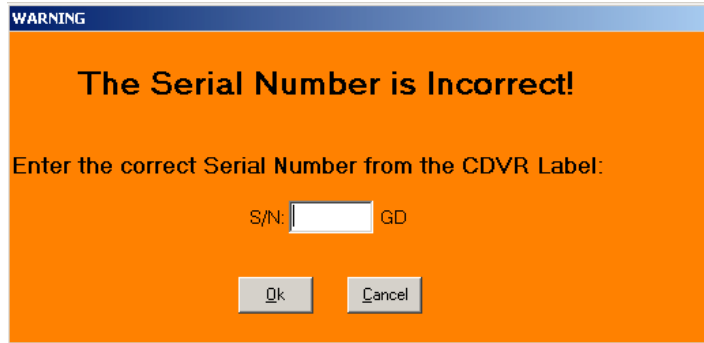 WARNING
The Serial Number is Incorrect!
Enter the correct Serial Number from the CDVR Label:
S/N: GD
Ok Cancel